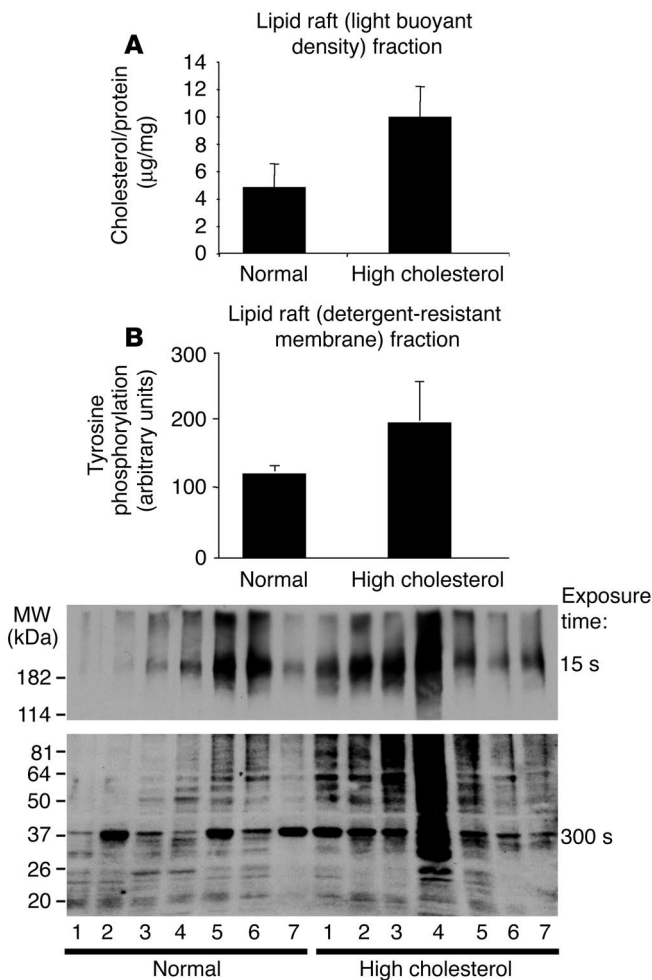 A
Lipid raft (light buoyant
density) fraction
Cholesterol/protein
(μg/mg)
14
12
10
8
6
4
2
0
Normal High cholesterol
B
Lipid raft (detergent-resistant
membrane) fraction
Tyrosine
phosphorylation
(arbitrary units)
300
200
100
0
Normal High cholesterol
MW
(kDa)
Exposure
time:
182
15 s
114
81
64
50
37
300 s
26
20
1 2 3 4 5 6 7 1 2 3 4 5 6 7
Normal High cholesterol